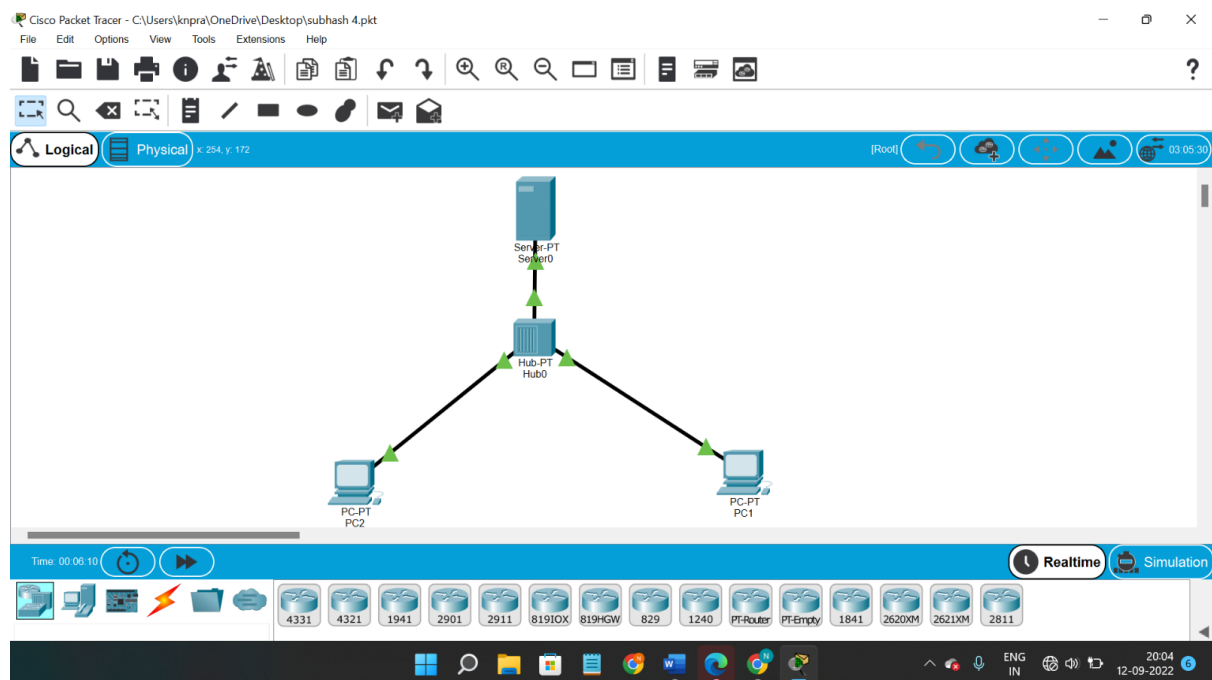 Cisco Packet Tracer - C:\Users\knpra\OneDrive\Desktop\subhash 4.pkt
File Edit Options View Tools Extensions Help
Logical Physical x: 254, y: 172 [Root] 03:05:30
Server-PT
Server0
Hub-PT
Hub0
PC-PT
PC2
PC-PT
PC1
Time: 00:06:10 Realtime Simulation
4331 4321 1941 2901 2911 819IOX 819HGW 829 1240 PT-Router PT-Empty 1841 2620XM 2621XM 2811
ENG
IN
20:04
12-09-2022
6